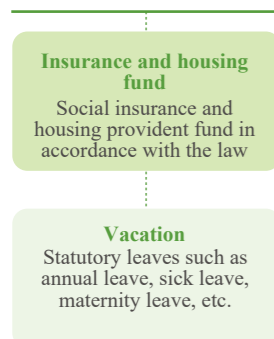 Insurance and housing
fund
Social insurance and
housing provident fund in
accordance with the law
Vacation
Statutory leaves such as
annual leave, sick leave,
maternity leave, etc.